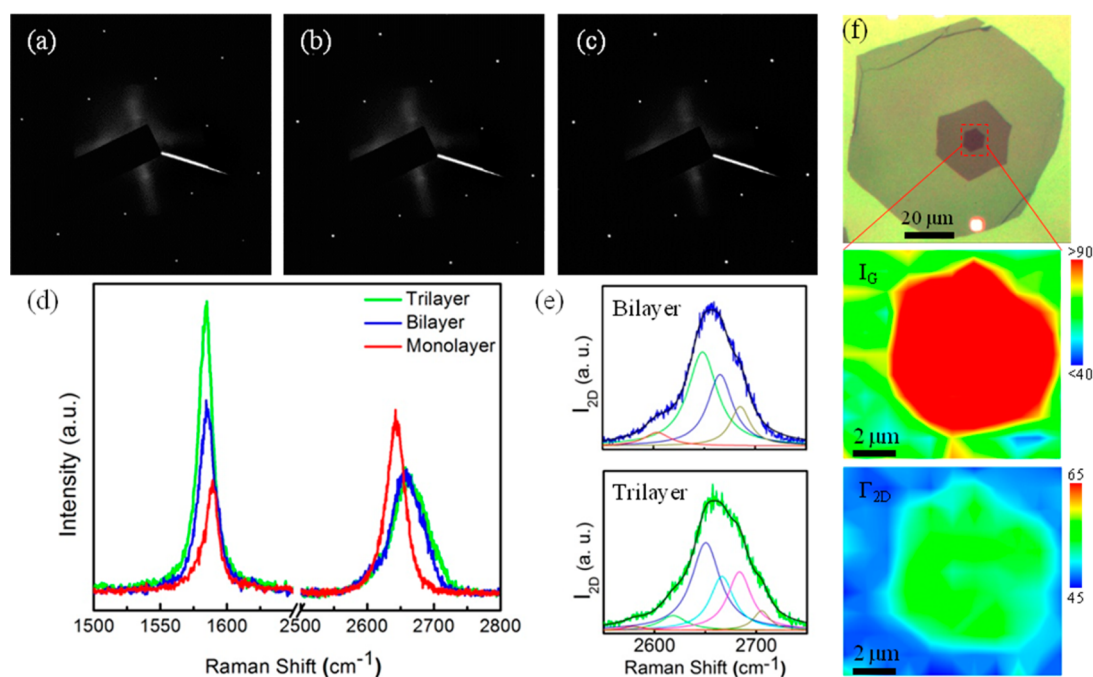 (a)
(b)
(c)
(f)
20 μm
(d)
Trilayer
Bilayer
Monolayer
Intensity (a.u.)
1500
1550
1600
2500
2600
2700
2800
Raman Shift (cm⁻¹)
(e)
Bilayer
I2D (a. u.)
Trilayer
I2D (a. u.)
2600
2700
Raman Shift (cm⁻¹)
IG
>90
<40
2 μm
Γ2D
65
45
2 μm